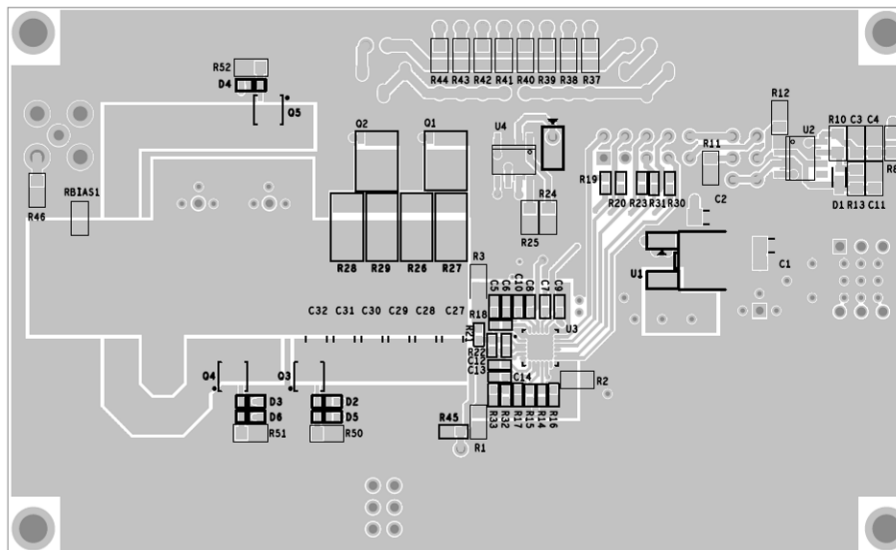 R52
D4
Q5
R44 R43 R42 R41 R40 R39 R38 R37
R12
Q2 Q1
U4
U2
R10 C3 C4
R11
R46
RBIAS1
R19
R20 R23 R31 R30
R24
R25
C2
D1 R13 C11
R28 R29 R26 R27
R3
U1
C1
C32 C31 C30 C29 C28 C27
C5 C6 C10 C8 C7 C9
R18
R21
U3
R22
C12
C13
C14
R2
Q4 Q3
D3 D2
D6 D5
R51 R50
R45
R1
R33 R32 R17 R15 R14 R16